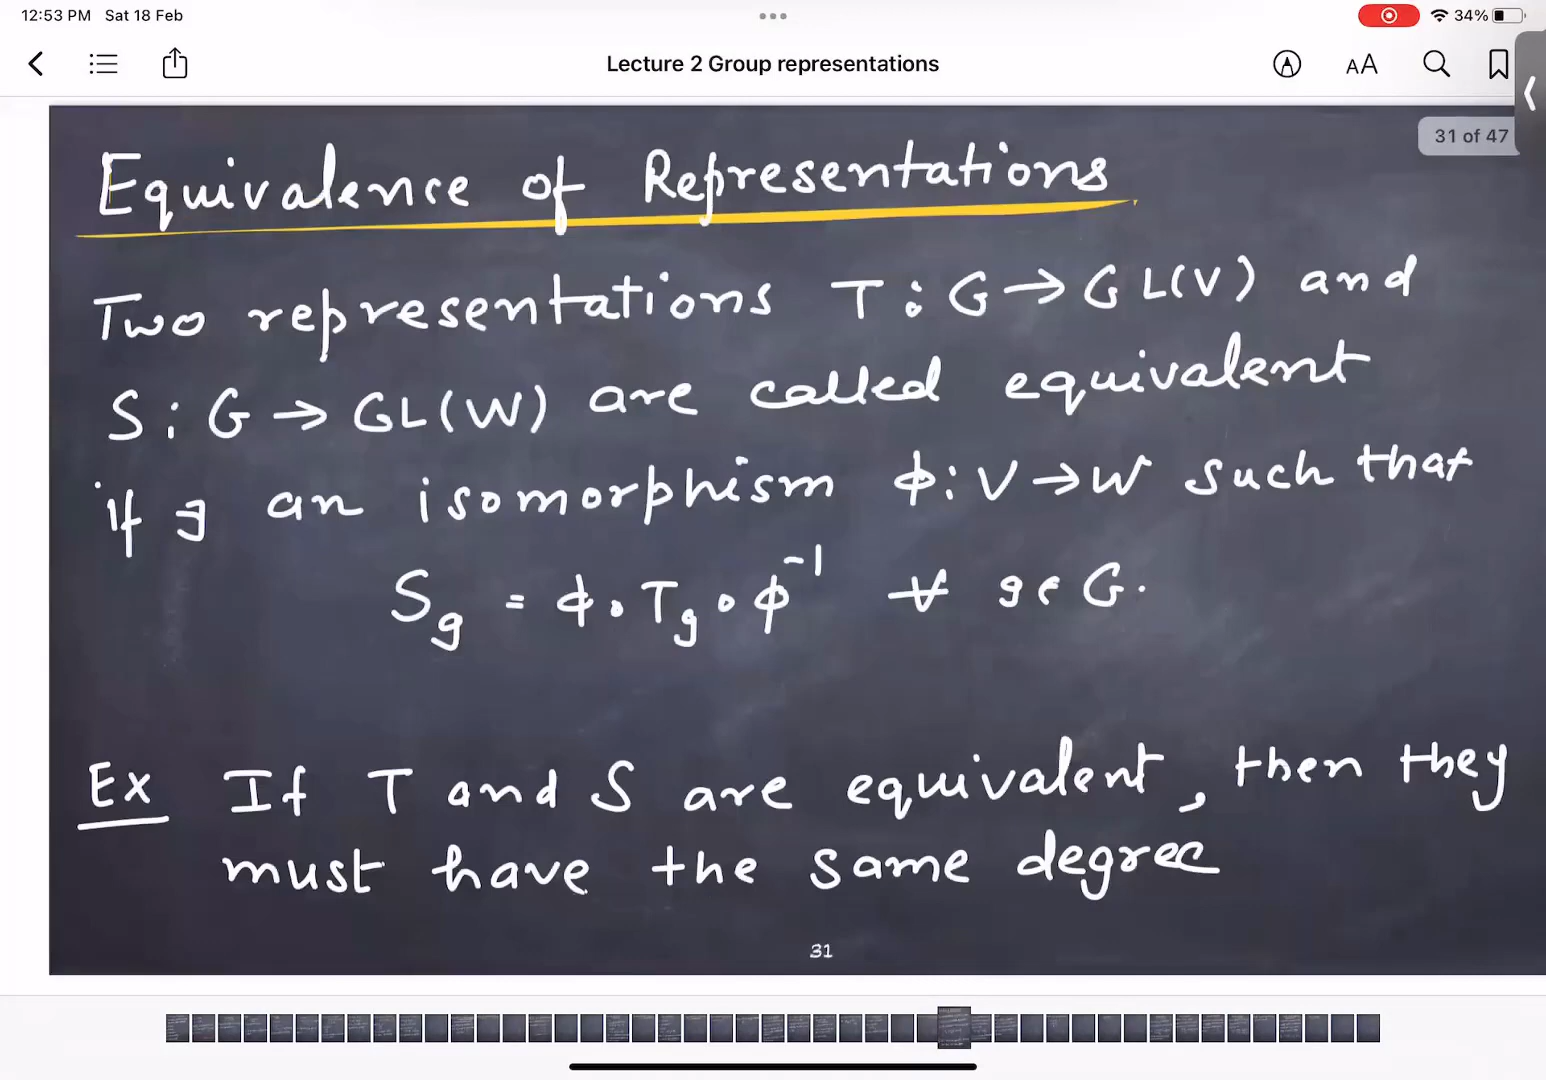 12:53 PM Sat 18 Feb
34%
Lecture 2 Group representations
AA
31 of 47
Equivalence of Representations
Two representations T : G → GL(V) and
S : G → GL(W) are called equivalent
if ∃ an isomorphism ϕ : V → W such that
S_g = ϕ ∘ T_g ∘ ϕ^{-1} ∀ g ∈ G.
Ex If T and S are equivalent, then they
must have the same degree
31